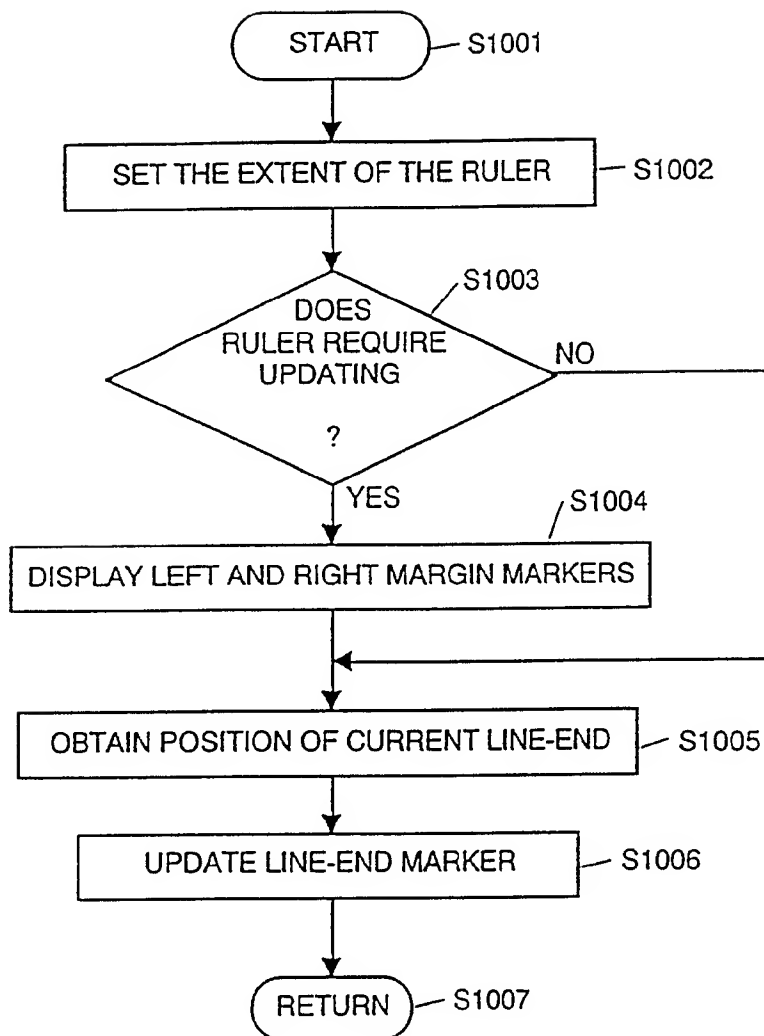 START
S1001
SET THE EXTENT OF THE RULER
S1002
S1003
DOES
RULER REQUIRE
UPDATING
?
NO
YES
S1004
DISPLAY LEFT AND RIGHT MARGIN MARKERS
OBTAIN POSITION OF CURRENT LINE-END
S1005
UPDATE LINE-END MARKER
S1006
RETURN
S1007